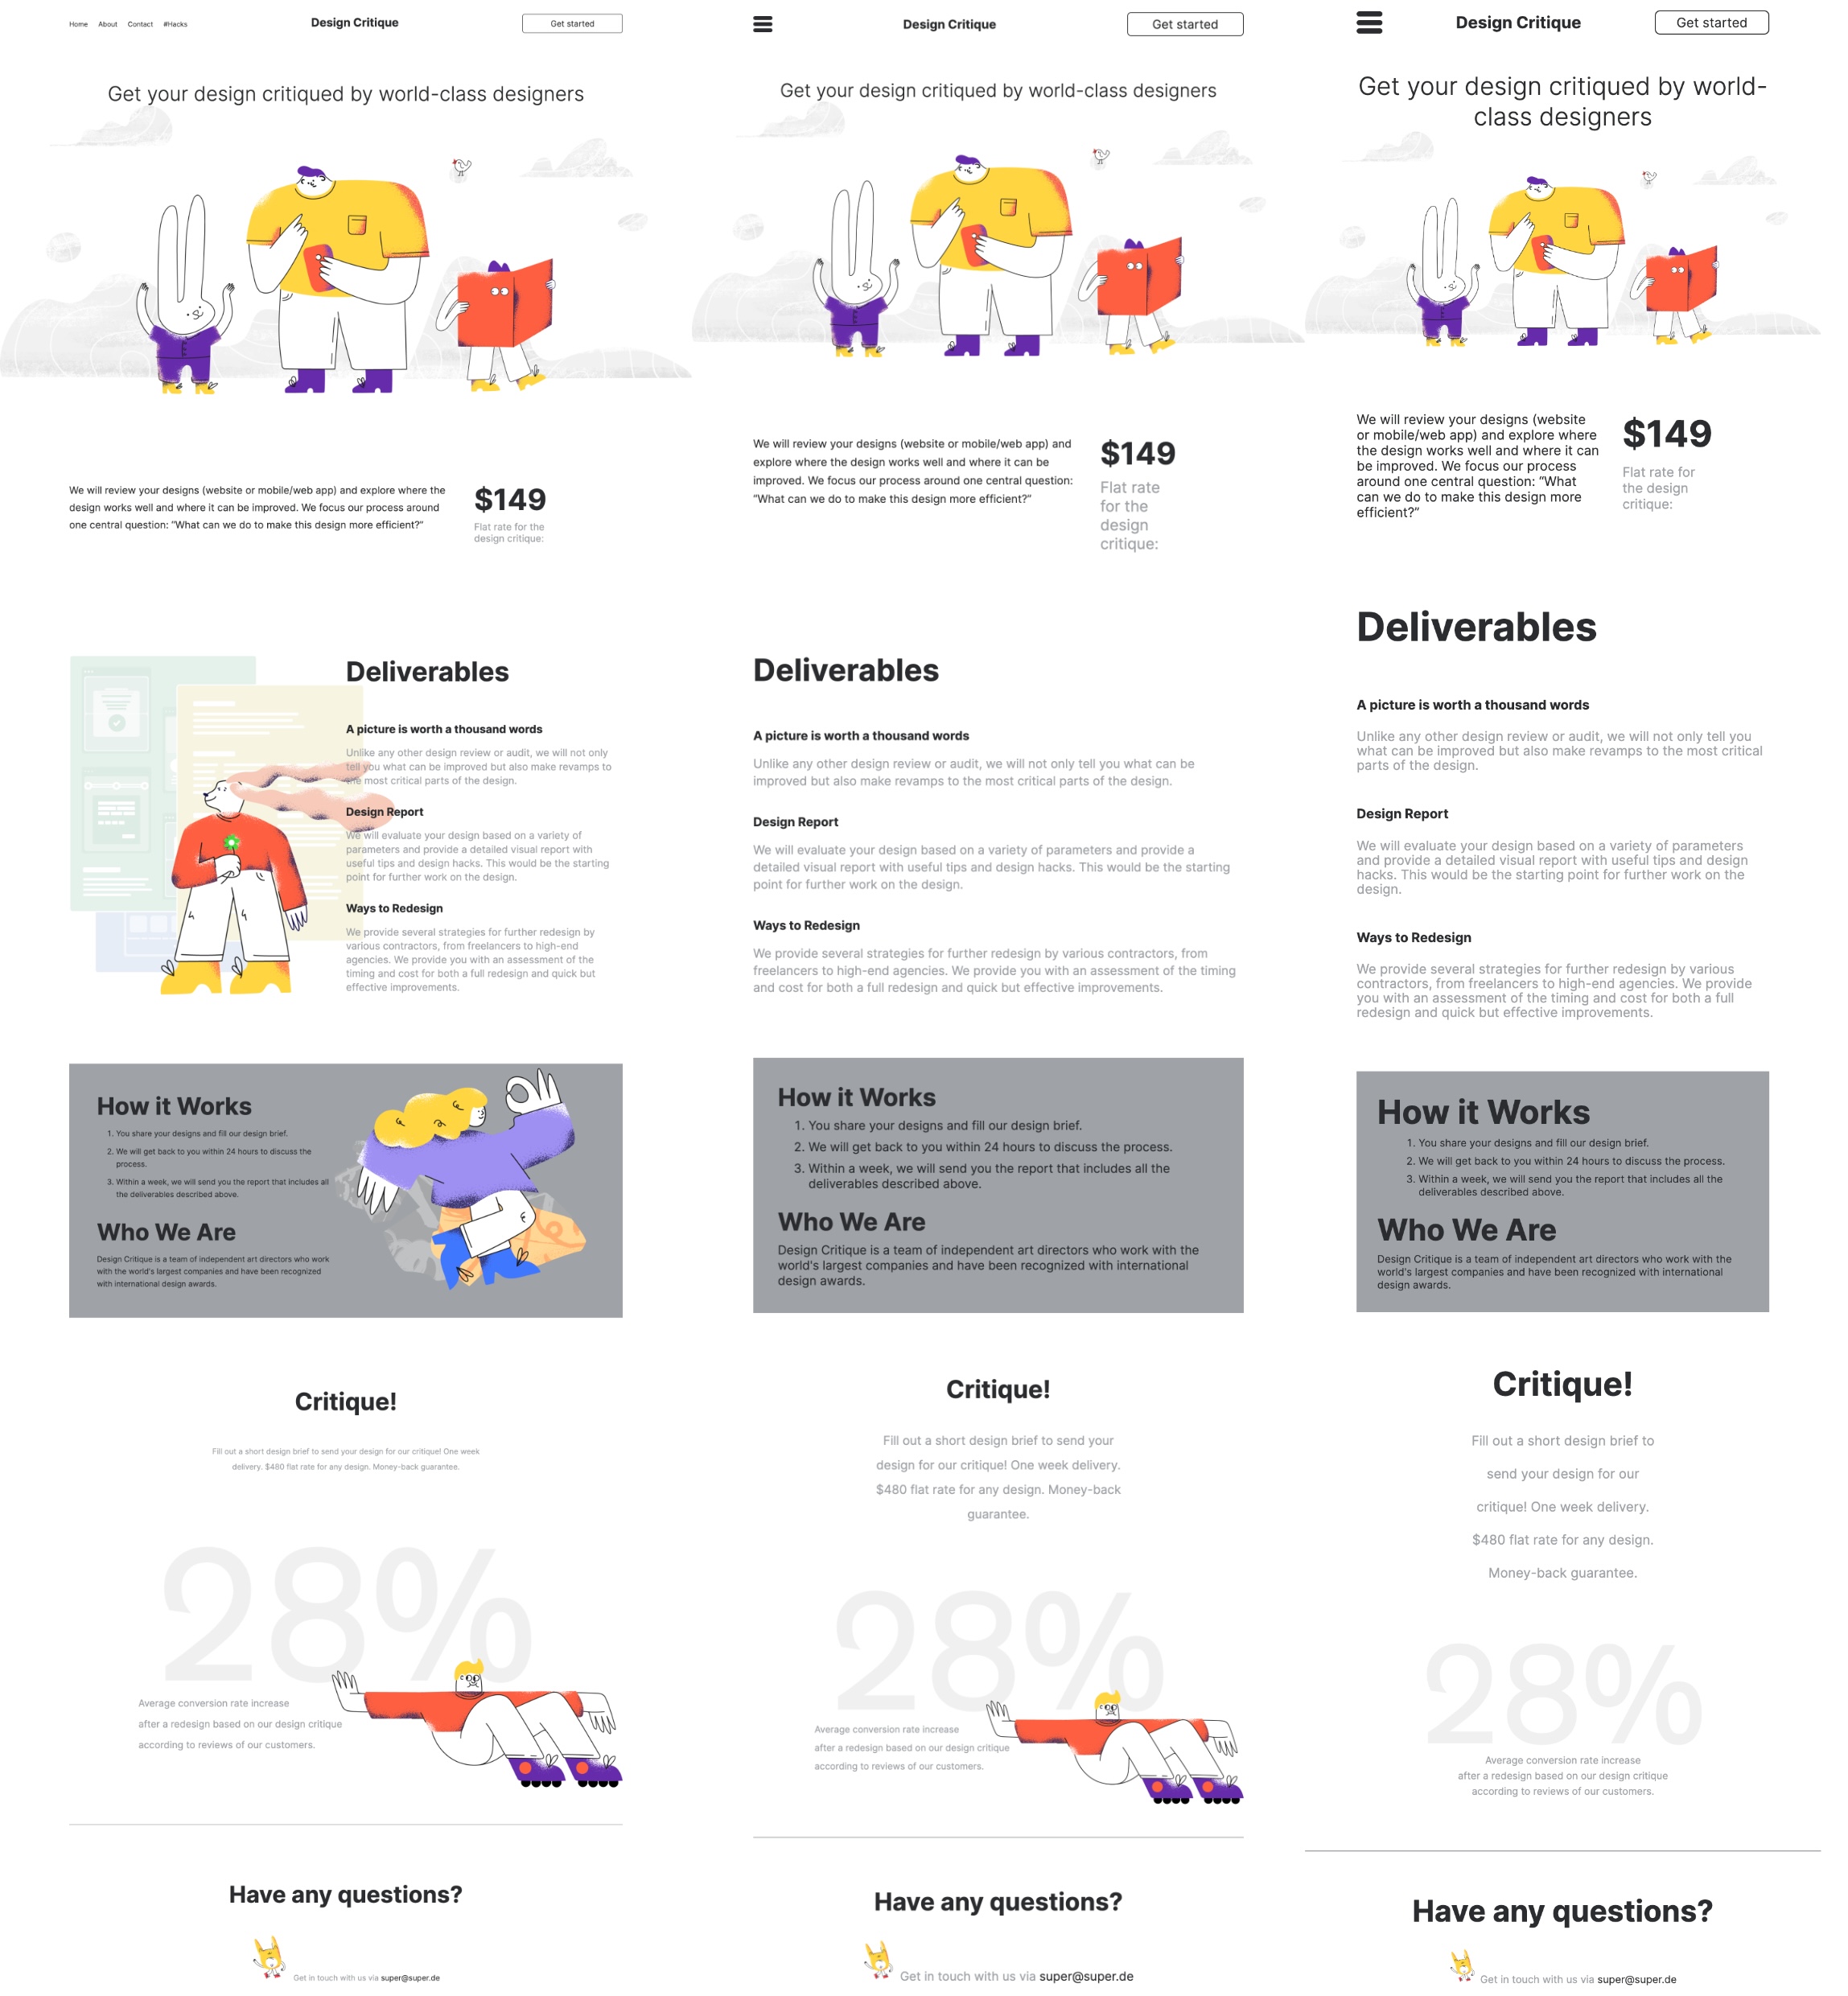 Home About Contact #Hacks
Design Critique
Get started
Get your design critiqued by world-class designers
We will review your designs (website or mobile/web app) and explore where the
design works well and where it can be improved. We focus our process around
one central question: “What can we do to make this design more efficient?”
$149
Flat rate for the
design critique:
Deliverables
A picture is worth a thousand words
Unlike any other design review or audit, we will not only
tell you what can be improved but also make revamps to
the most critical parts of the design.
Design Report
We will evaluate your design based on a variety of
parameters and provide a detailed visual report with
useful tips and design hacks. This would be the starting
point for further work on the design.
Ways to Redesign
We provide several strategies for further redesign by
various contractors, from freelancers to high-end
agencies. We provide you with an assessment of the
timing and cost for both a full redesign and quick but
effective improvements.
How it Works
1. You share your designs and fill our design brief.
2. We will get back to you within 24 hours to discuss the
process.
3. Within a week, we will send you the report that includes all
the deliverables described above.
Who We Are
Design Critique is a team of independent art directors who work
with the world's largest companies and have been recognized
with international design awards.
Critique!
Fill out a short design brief to send your design for our critique! One week
delivery. $480 flat rate for any design. Money-back guarantee.
28%
Average conversion rate increase
after a redesign based on our design critique
according to reviews of our customers.
Have any questions?
Get in touch with us via super@super.de
Design Critique
Get started
Get your design critiqued by world-class designers
We will review your designs (website or mobile/web app) and
explore where the design works well and where it can be
improved. We focus our process around one central question:
“What can we do to make this design more efficient?”
$149
Flat rate
for the
design
critique:
Deliverables
A picture is worth a thousand words
Unlike any other design review or audit, we will not only tell you what can be
improved but also make revamps to the most critical parts of the design.
Design Report
We will evaluate your design based on a variety of parameters and provide a
detailed visual report with useful tips and design hacks. This would be the starting
point for further work on the design.
Ways to Redesign
We provide several strategies for further redesign by various contractors, from
freelancers to high-end agencies. We provide you with an assessment of the timing
and cost for both a full redesign and quick but effective improvements.
How it Works
1. You share your designs and fill our design brief.
2. We will get back to you within 24 hours to discuss the process.
3. Within a week, we will send you the report that includes all the
deliverables described above.
Who We Are
Design Critique is a team of independent art directors who work with the
world's largest companies and have been recognized with international
design awards.
Critique!
Fill out a short design brief to send your
design for our critique! One week delivery.
$480 flat rate for any design. Money-back
guarantee.
28%
Average conversion rate increase
after a redesign based on our design critique
according to reviews of our customers.
Have any questions?
Get in touch with us via super@super.de
Design Critique
Get started
Get your design critiqued by world-
class designers
We will review your designs (website
or mobile/web app) and explore where
the design works well and where it can
be improved. We focus our process
around one central question: “What
can we do to make this design more
efficient?”
$149
Flat rate for
the design
critique:
Deliverables
A picture is worth a thousand words
Unlike any other design review or audit, we will not only tell you
what can be improved but also make revamps to the most critical
parts of the design.
Design Report
We will evaluate your design based on a variety of parameters
and provide a detailed visual report with useful tips and design
hacks. This would be the starting point for further work on the
design.
Ways to Redesign
We provide several strategies for further redesign by various
contractors, from freelancers to high-end agencies. We provide
you with an assessment of the timing and cost for both a full
redesign and quick but effective improvements.
How it Works
1. You share your designs and fill our design brief.
2. We will get back to you within 24 hours to discuss the process.
3. Within a week, we will send you the report that includes all the
deliverables described above.
Who We Are
Design Critique is a team of independent art directors who work with the
world's largest companies and have been recognized with international
design awards.
Critique!
Fill out a short design brief to
send your design for our
critique! One week delivery.
$480 flat rate for any design.
Money-back guarantee.
28%
Average conversion rate increase
after a redesign based on our design critique
according to reviews of our customers.
Have any questions?
Get in touch with us via super@super.de